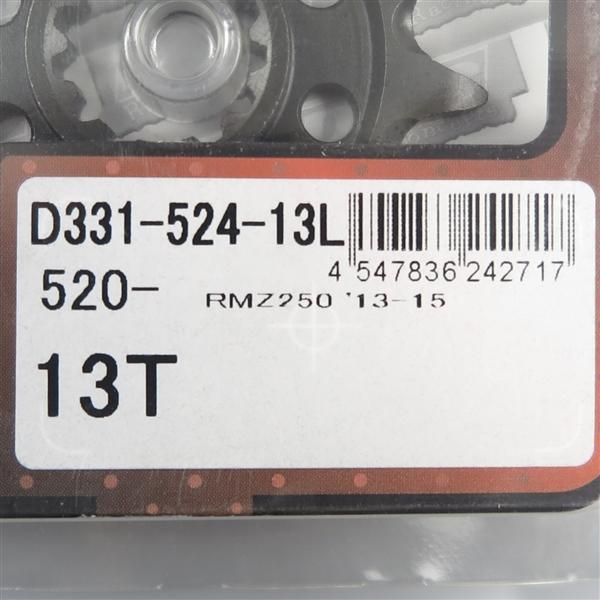 D331-524-13L
4 547836 242717
520- RMZ250 '13-15
13T